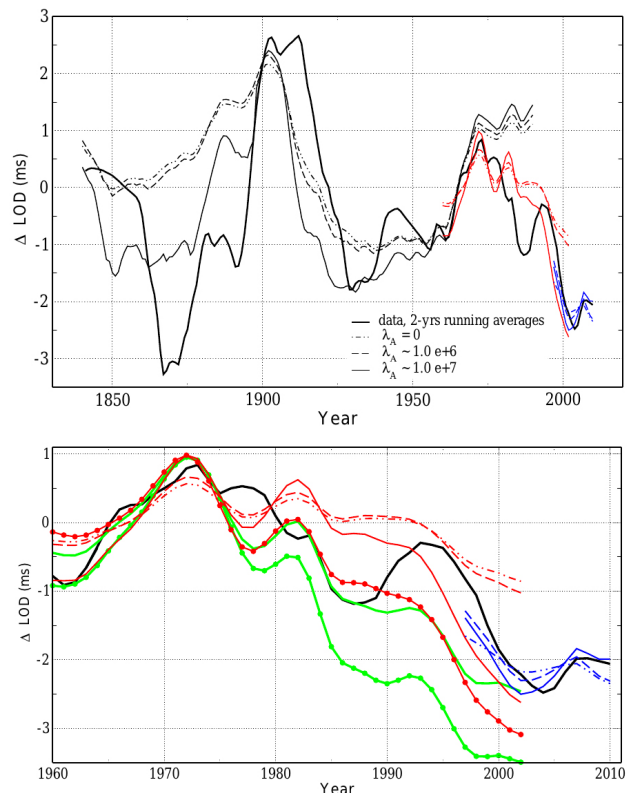 3
2
1
0
-1
-2
-3
Δ LOD (ms)
data, 2-yrs running averages
λA = 0
λA ~ 1.0 e+6
λA ~ 1.0 e+7
1850 1900 1950 2000
Year
1
0
-1
-2
-3
Δ LOD (ms)
1960 1970 1980 1990 2000 2010
Year